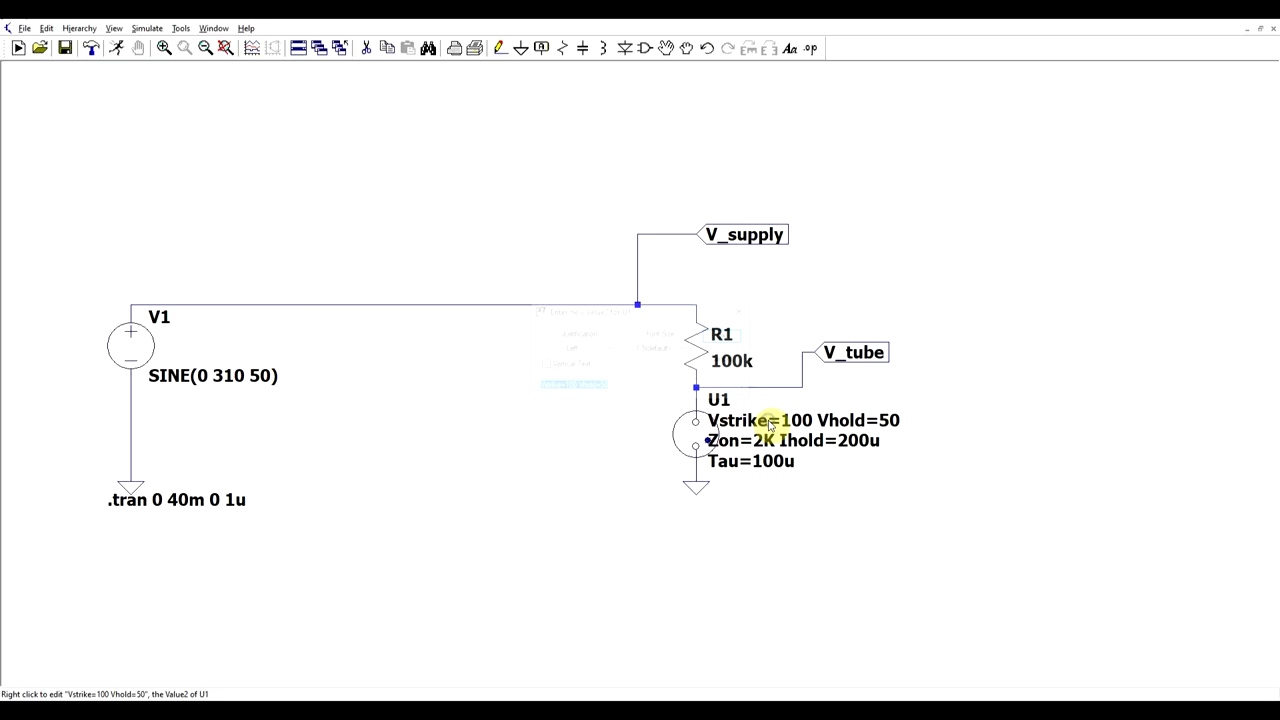 File Edit Hierarchy View Simulate Tools Window Help
V_supply
V1
R1
V_tube
100k
SINE(0 310 50)
U1
Vstrike=100 Vhold=50
Zon=2K Ihold=200u
Tau=100u
.tran 0 40m 0 1u
Right click to edit "Vstrike=100 Vhold=50", the Value2 of U1